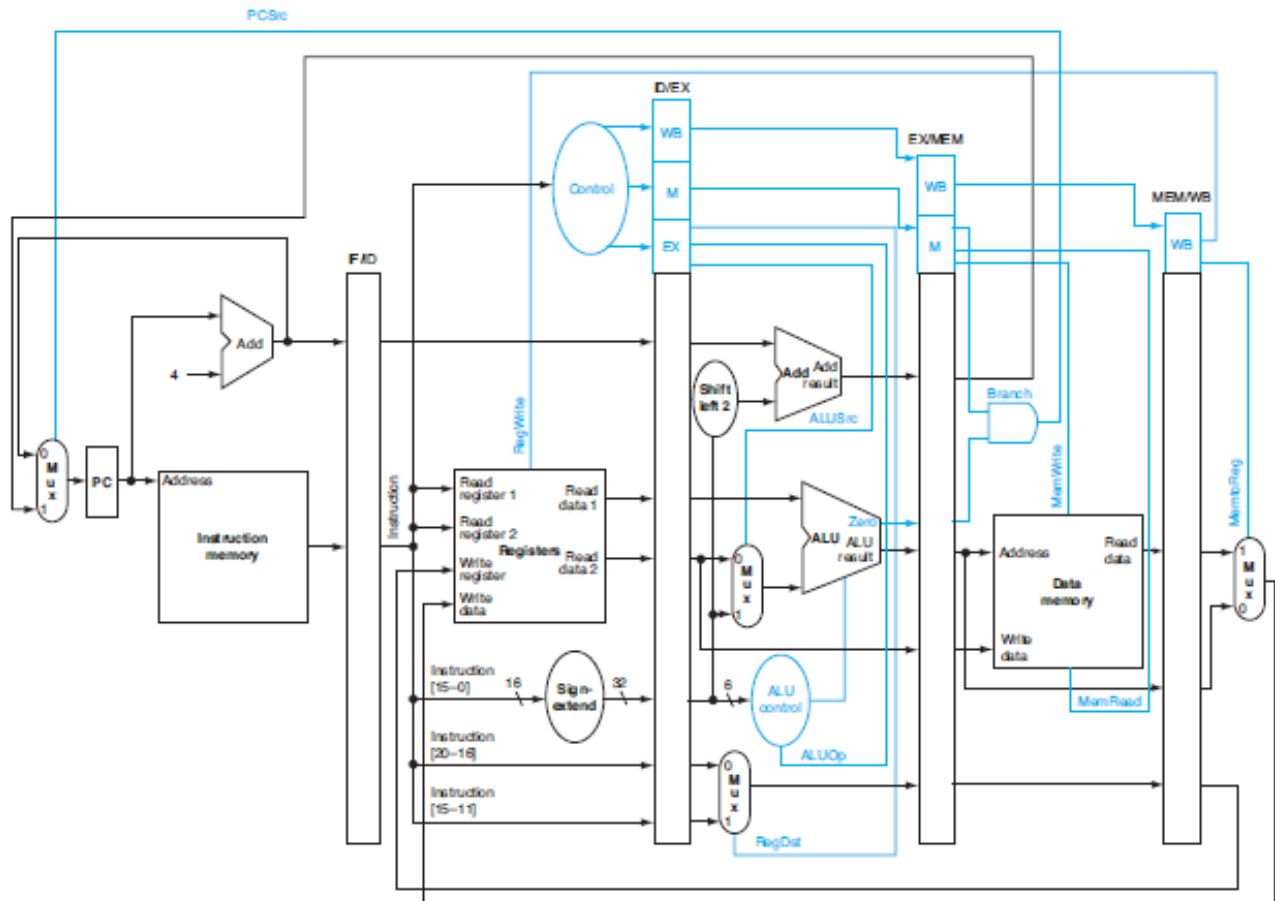 PCSrc
ID/EX
WB
EX/MEM
Control
M
WB
MEM/WB
EX
M
WB
IF/ID
Add
4
Add
Add
result
Shift
left 2
Branch
ALUSrc
RegWrite
MemWrite
MemtoReg
0
M
u
x
1
PC
Address
Instruction
memory
Instruction
Read
register 1
Read
data 1
Read
register 2
Registers
Read
data 2
Write
register
Write
data
Zero
ALU
ALU
result
0
M
u
x
1
Address
Read
data
Data
memory
Write
data
1
M
u
x
0
Instruction
[15–0]
16
Sign-
extend
32
6
ALU
control
MemRead
Instruction
[20–16]
ALUOp
0
M
u
x
1
Instruction
[15–11]
RegDst